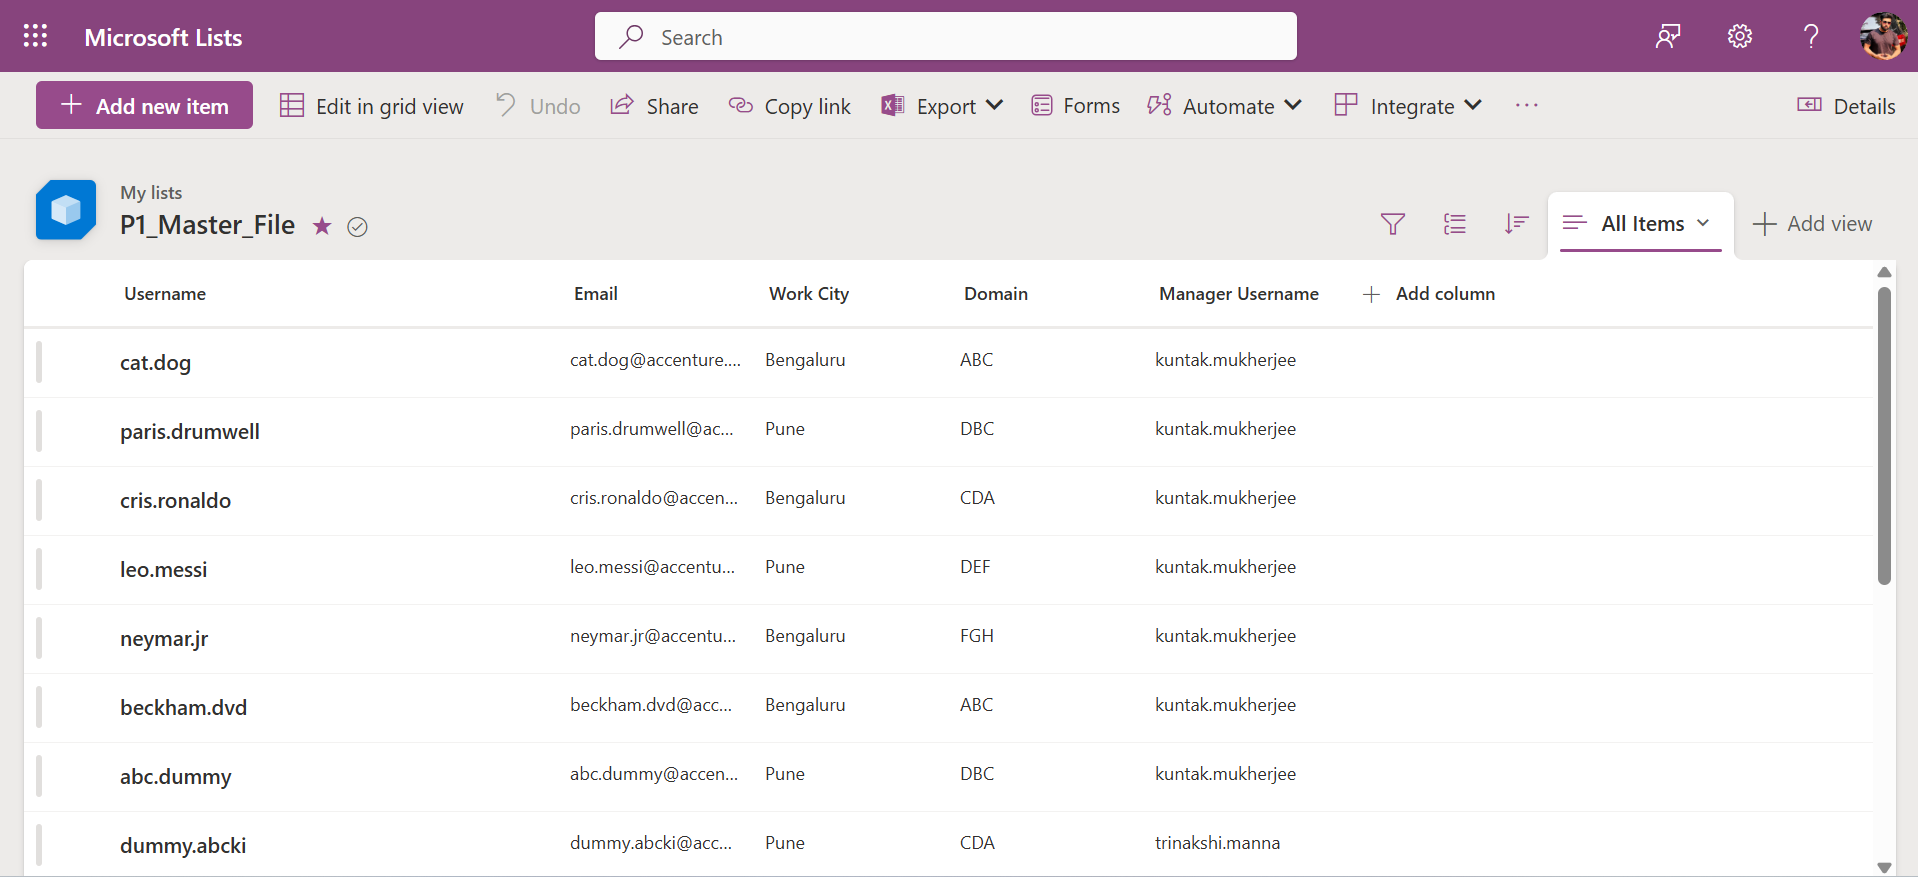 Microsoft Lists
Search
Add new item
Edit in grid view
Undo
Share
Copy link
Export
Forms
Automate
Integrate
...
Details
My lists
P1_Master_File
All Items
Add view
Username Email Work City Domain Manager Username Add column
cat.dog cat.dog@accenture.... Bengaluru ABC kuntak.mukherjee
paris.drumwell paris.drumwell@ac... Pune DBC kuntak.mukherjee
cris.ronaldo cris.ronaldo@accen... Bengaluru CDA kuntak.mukherjee
leo.messi leo.messi@accentu... Pune DEF kuntak.mukherjee
neymar.jr neymar.jr@accentu... Bengaluru FGH kuntak.mukherjee
beckham.dvd beckham.dvd@acc... Bengaluru ABC kuntak.mukherjee
abc.dummy abc.dummy@accen... Pune DBC kuntak.mukherjee
dummy.abcki dummy.abcki@acc... Pune CDA trinakshi.manna